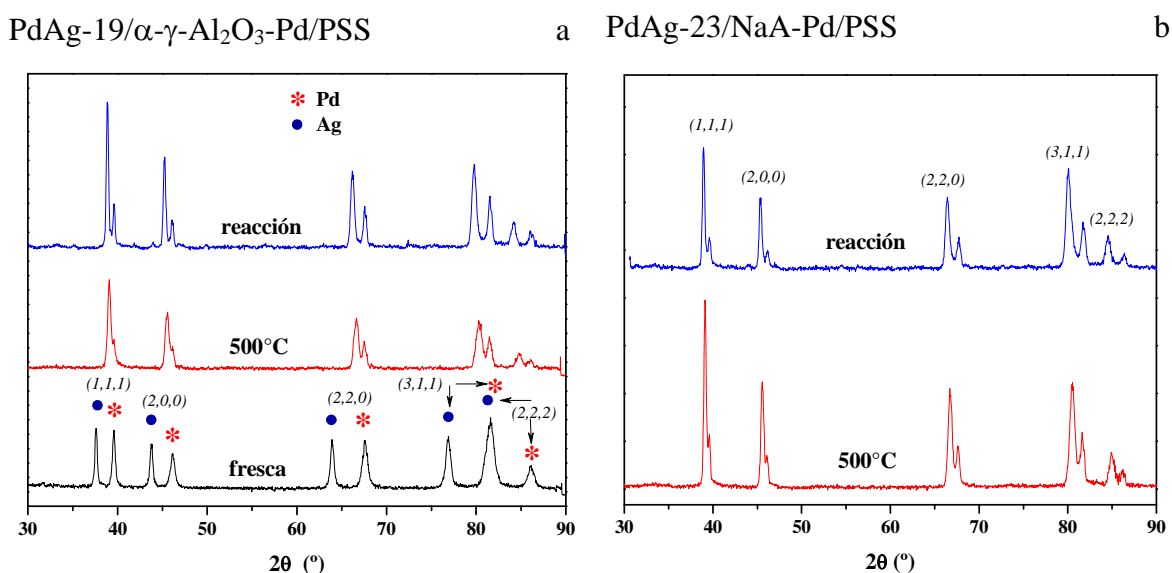 PdAg-19/α-γ-Al₂O₃-Pd/PSS a
✻ Pd
● Ag
reacción
500°C
(1,1,1)
(2,0,0)
(2,2,0)
(3,1,1)
(2,2,2)
fresca
30 40 50 60 70 80 90
2θ (º)
PdAg-23/NaA-Pd/PSS b
(1,1,1)
(2,0,0)
(2,2,0)
(3,1,1)
(2,2,2)
reacción
500°C
30 40 50 60 70 80 90
2θ (º)